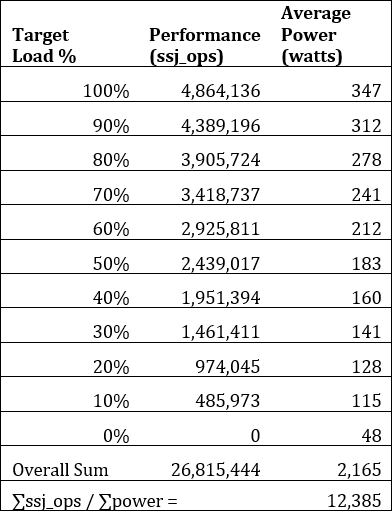 Target Load % Performance (ssj_ops) Average Power (watts)
100% 4,864,136 347
90% 4,389,196 312
80% 3,905,724 278
70% 3,418,737 241
60% 2,925,811 212
50% 2,439,017 183
40% 1,951,394 160
30% 1,461,411 141
20% 974,045 128
10% 485,973 115
0% 0 48
Overall Sum 26,815,444 2,165
∑ssj_ops / ∑power = 12,385